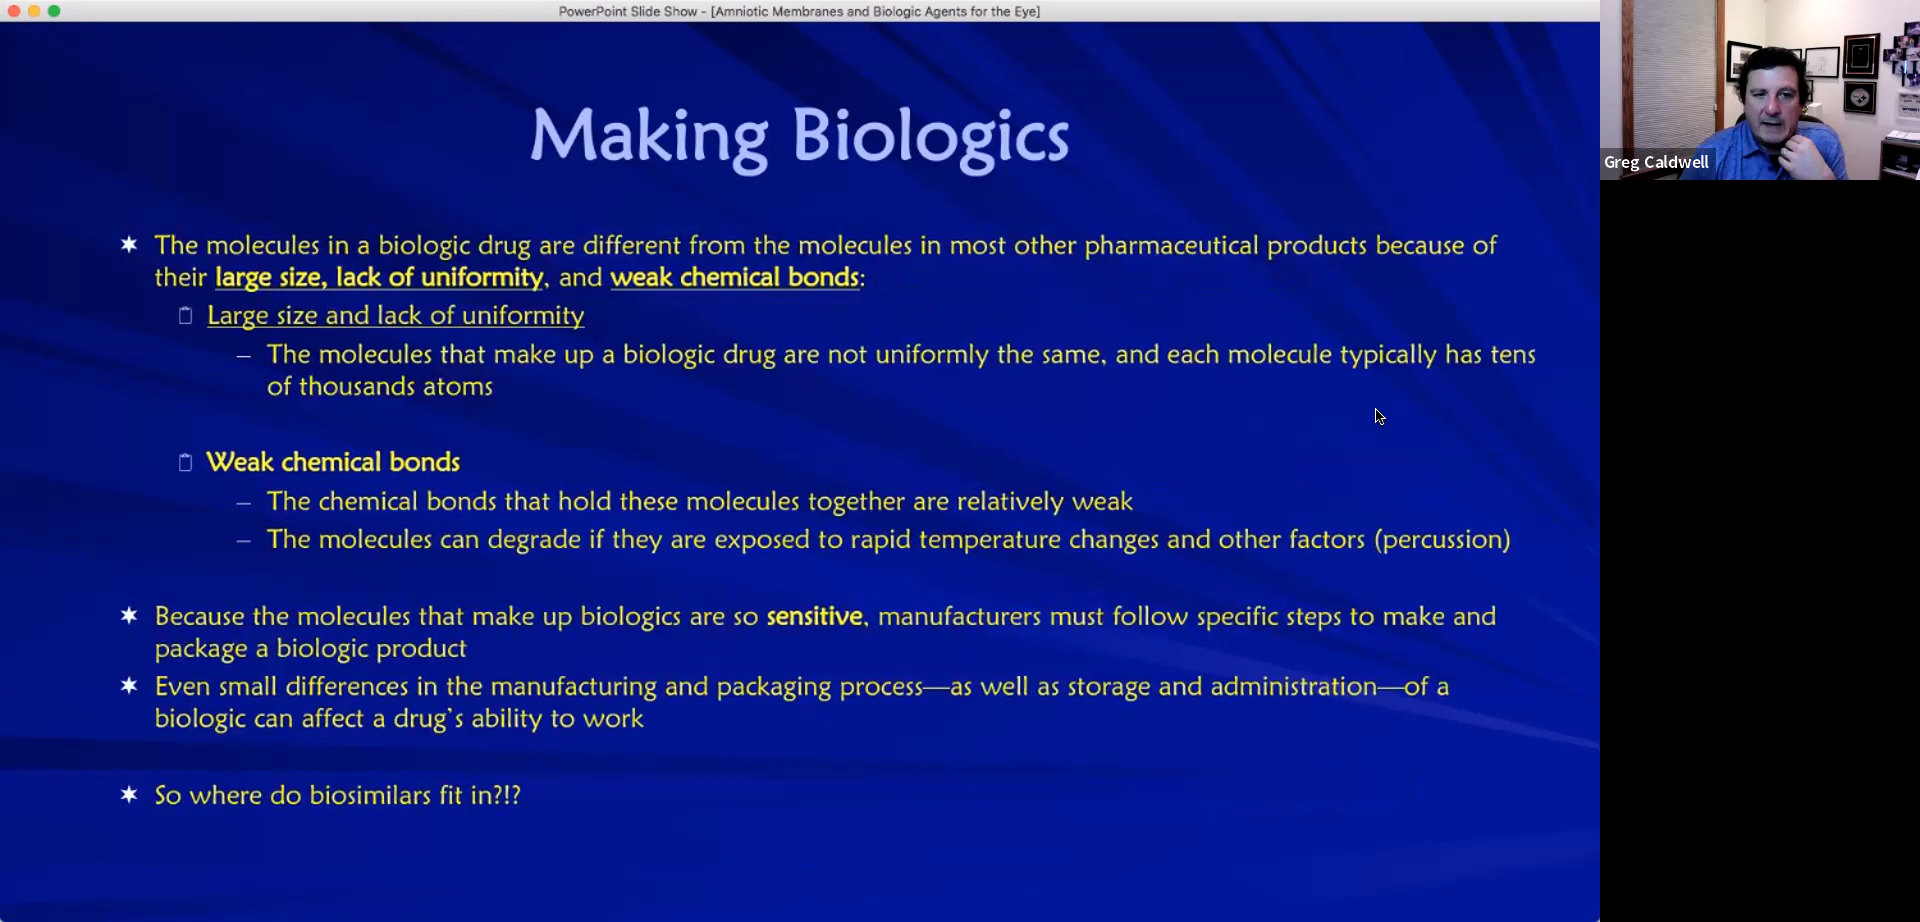 PowerPoint Slide Show - [Amniotic Membranes and Biologic Agents for the Eye]
Making Biologics
The molecules in a biologic drug are different from the molecules in most other pharmaceutical products because of
their large size, lack of uniformity, and weak chemical bonds:
Large size and lack of uniformity
– The molecules that make up a biologic drug are not uniformly the same, and each molecule typically has tens
of thousands atoms
Weak chemical bonds
– The chemical bonds that hold these molecules together are relatively weak
– The molecules can degrade if they are exposed to rapid temperature changes and other factors (percussion)
Because the molecules that make up biologics are so sensitive, manufacturers must follow specific steps to make and
package a biologic product
Even small differences in the manufacturing and packaging process—as well as storage and administration—of a
biologic can affect a drug's ability to work
So where do biosimilars fit in?!?
Greg Caldwell